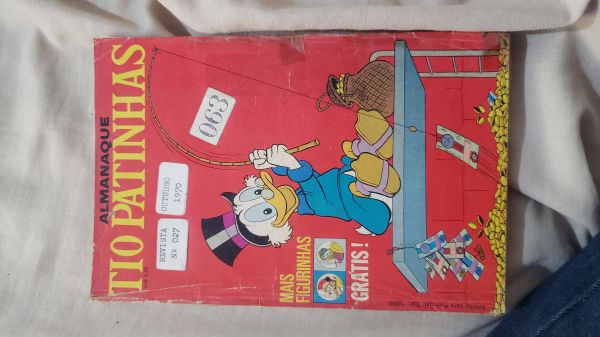 ALMANAQUE
TIO PATINHAS
REVISTA
Nº 027
OUTUBRO
1970
063
MAIS
FIGURINHAS
GRÁTIS!